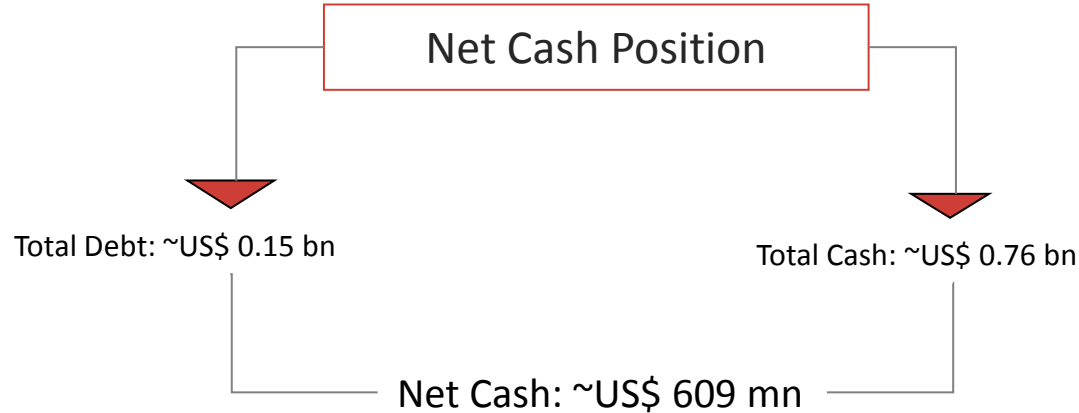 Net Cash Position
Total Debt: ~US$ 0.15 bn
Total Cash: ~US$ 0.76 bn
Net Cash: ~US$ 609 mn